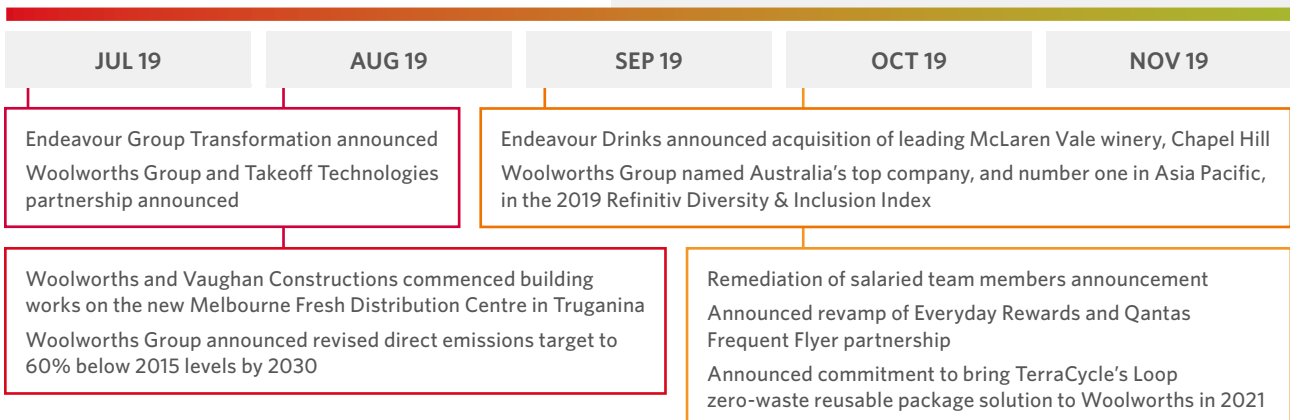 JUL 19
AUG 19
SEP 19
OCT 19
NOV 19
Endeavour Group Transformation announced
Woolworths Group and Takeoff Technologies
partnership announced
Endeavour Drinks announced acquisition of leading McLaren Vale winery, Chapel Hill
Woolworths Group named Australia's top company, and number one in Asia Pacific,
in the 2019 Refinitiv Diversity & Inclusion Index
Woolworths and Vaughan Constructions commenced building
works on the new Melbourne Fresh Distribution Centre in Truganina
Woolworths Group announced revised direct emissions target to
60% below 2015 levels by 2030
Remediation of salaried team members announcement
Announced revamp of Everyday Rewards and Qantas
Frequent Flyer partnership
Announced commitment to bring TerraCycle's Loop
zero-waste reusable package solution to Woolworths in 2021